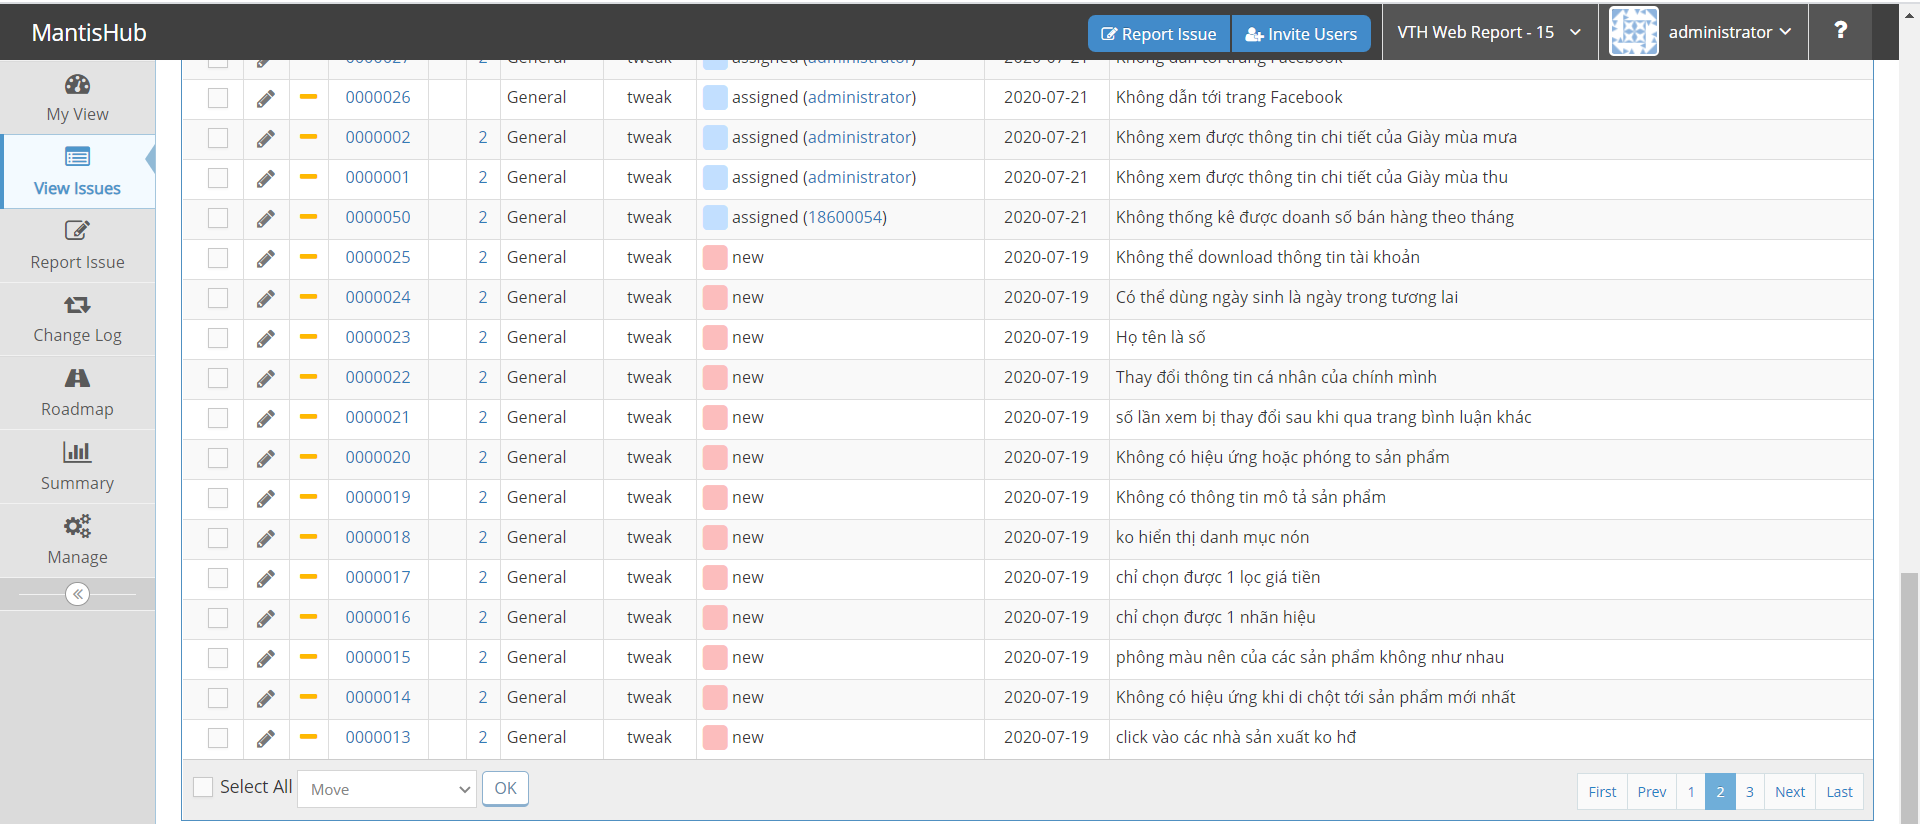 MantisHub Report Issue Invite Users VTH Web Report - 15 administrator ?
My View
View Issues
Report Issue
Change Log
Roadmap
Summary
Manage
0000027 2 General tweak assigned (administrator) 2020-07-21 Không dẫn tới trang Facebook
0000026 General tweak assigned (administrator) 2020-07-21 Không dẫn tới trang Facebook
0000002 2 General tweak assigned (administrator) 2020-07-21 Không xem được thông tin chi tiết của Giày mùa mưa
0000001 2 General tweak assigned (administrator) 2020-07-21 Không xem được thông tin chi tiết của Giày mùa thu
0000050 2 General tweak assigned (18600054) 2020-07-21 Không thống kê được doanh số bán hàng theo tháng
0000025 2 General tweak new 2020-07-19 Không thể download thông tin tài khoản
0000024 2 General tweak new 2020-07-19 Có thể dùng ngày sinh là ngày trong tương lai
0000023 2 General tweak new 2020-07-19 Họ tên là số
0000022 2 General tweak new 2020-07-19 Thay đổi thông tin cá nhân của chính mình
0000021 2 General tweak new 2020-07-19 số lần xem bị thay đổi sau khi qua trang bình luận khác
0000020 2 General tweak new 2020-07-19 Không có hiệu ứng hoặc phóng to sản phẩm
0000019 2 General tweak new 2020-07-19 Không có thông tin mô tả sản phẩm
0000018 2 General tweak new 2020-07-19 ko hiển thị danh mục nón
0000017 2 General tweak new 2020-07-19 chỉ chọn được 1 lọc giá tiền
0000016 2 General tweak new 2020-07-19 chỉ chọn được 1 nhãn hiệu
0000015 2 General tweak new 2020-07-19 phông màu nên của các sản phẩm không như nhau
0000014 2 General tweak new 2020-07-19 Không có hiệu ứng khi di chột tới sản phẩm mới nhất
0000013 2 General tweak new 2020-07-19 click vào các nhà sản xuất ko hđ
Select All Move OK First Prev 1 2 3 Next Last